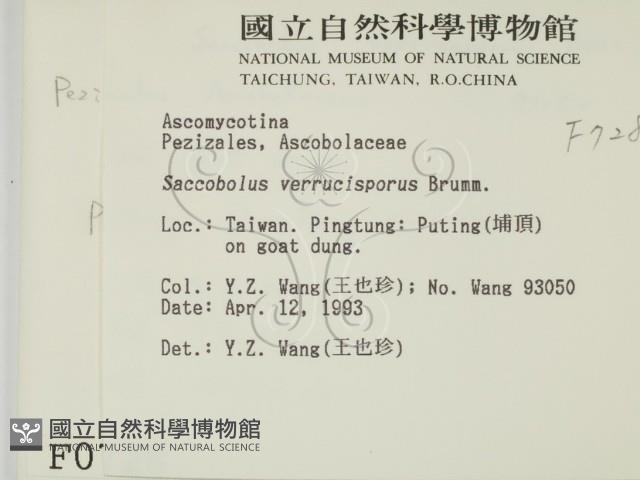 國立自然科學博物館
NATIONAL MUSEUM OF NATURAL SCIENCE
TAICHUNG, TAIWAN, R.O.CHINA
Pezi
F728
Ascomycotina
Pezizales, Ascobolaceae
Saccobolus verrucisporus Brumm.
P
Loc.: Taiwan. Pingtung: Puting(埔頂)
on goat dung.
Col.: Y.Z. Wang(王也珍); No. Wang 93050
Date: Apr. 12, 1993
Det.: Y.Z. Wang(王也珍)
國立自然科學博物館
NATIONAL MUSEUM OF NATURAL SCIENCE
F0